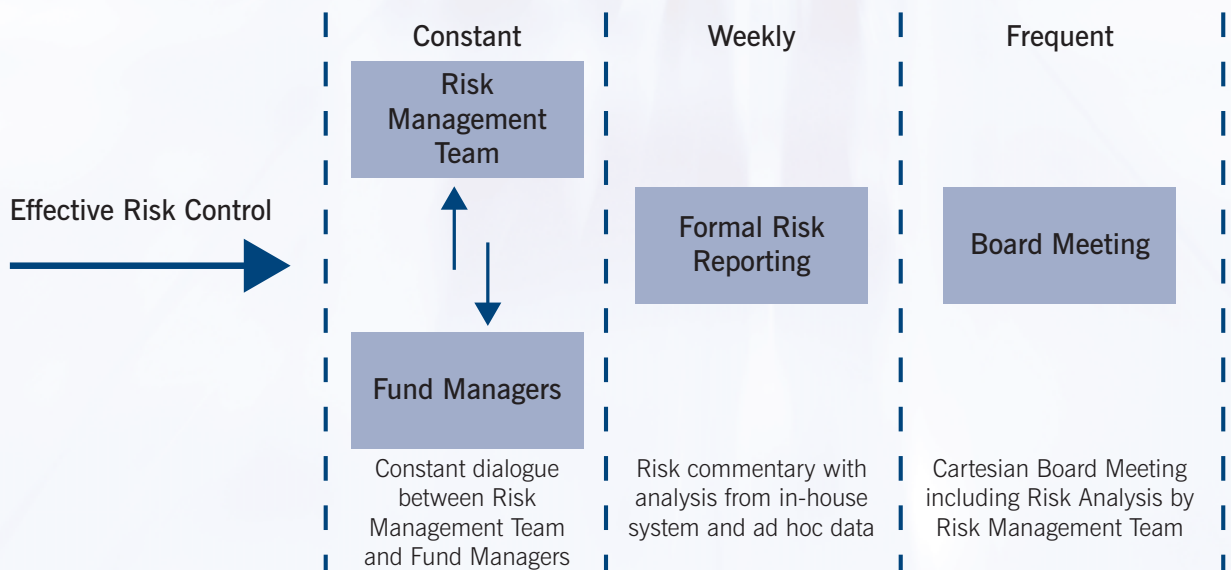 Effective Risk Control
Constant
Risk
Management
Team
Fund Managers
Constant dialogue
between Risk
Management Team
and Fund Managers
Weekly
Formal Risk
Reporting
Risk commentary with
analysis from in-house
system and ad hoc data
Frequent
Board Meeting
Cartesian Board Meeting
including Risk Analysis by
Risk Management Team